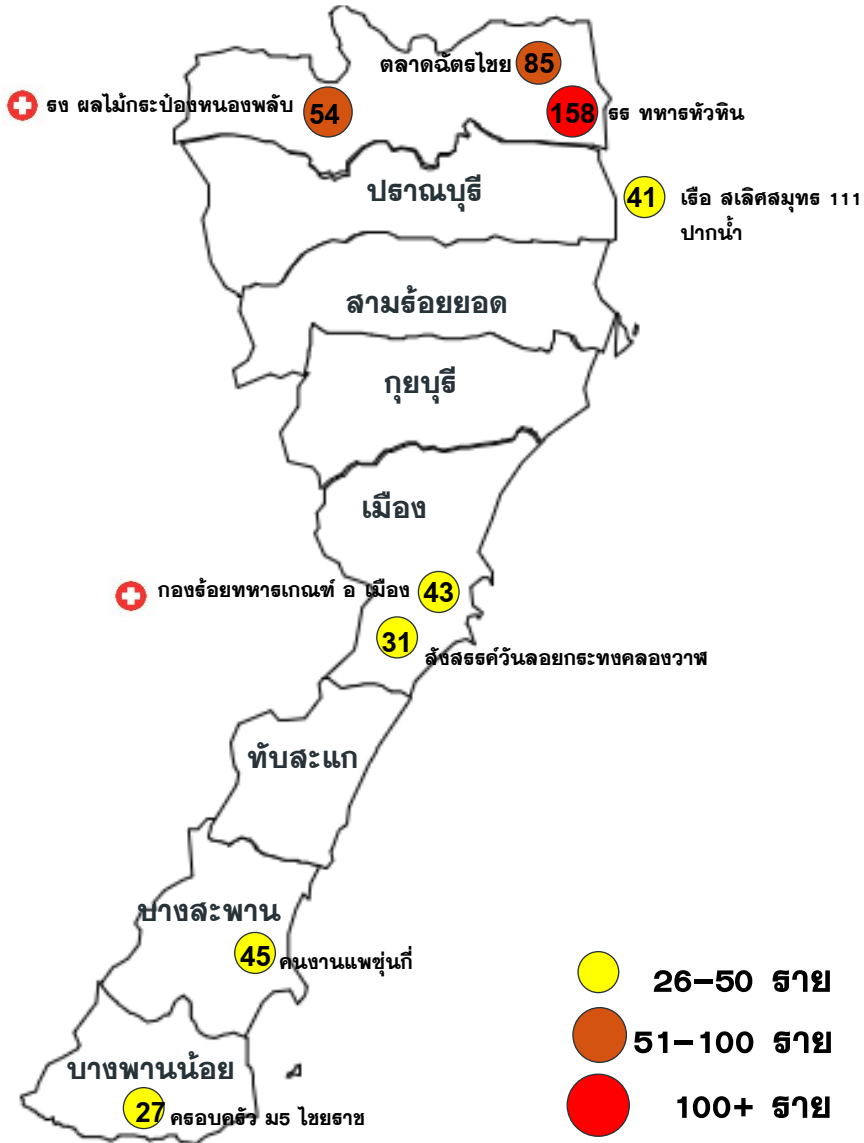 ตลาดฉัตรไชย 85
รง ผลไม้กระป๋องหนองพลับ 54
158 รร ทหารหัวหิน
ปราณบุรี
41 เรือ สเลิศสมุทร 111
ปากน้ำ
สามร้อยยอด
กุยบุรี
เมือง
กองร้อยทหารเกณฑ์ อ เมือง 43
31 สังสรรค์วันลอยกระทงคลองวาฬ
ทับสะแก
บางสะพาน
45 คนงานแพซุ่นกี่
บางพานน้อย
27 ครอบครัว ม5 ไชยราช
26-50 ราย
51-100 ราย
100+ ราย